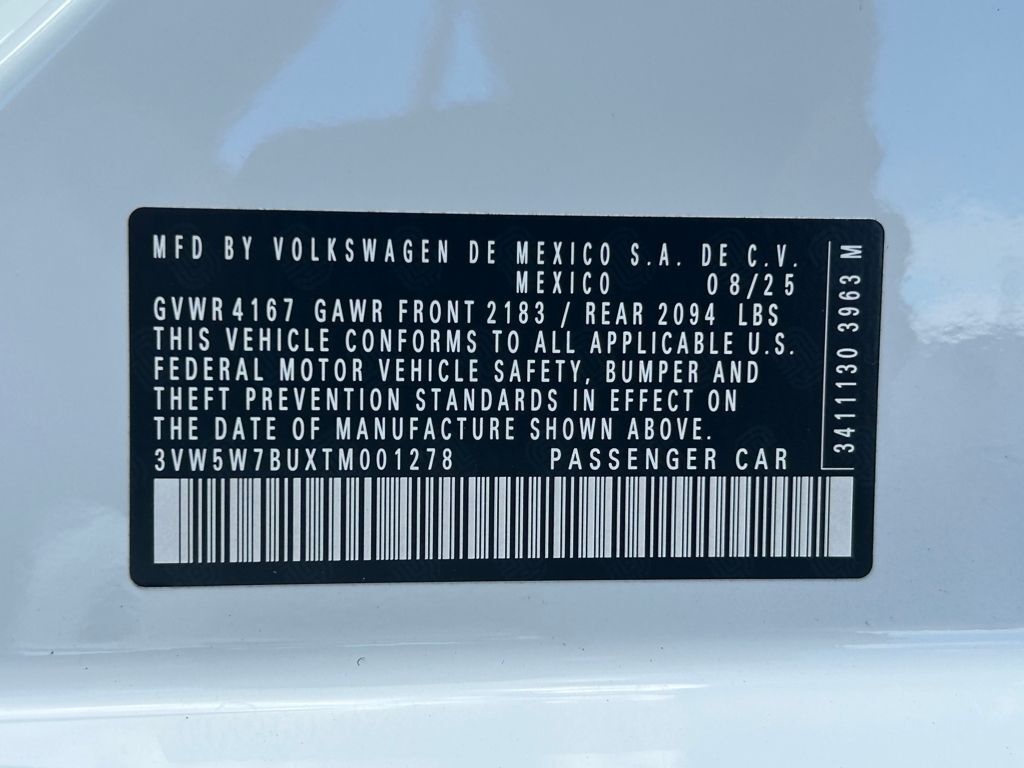 MFD BY VOLKSWAGEN DE MEXICO S.A. DE C.V.
MEXICO 08/25
GVWR 4167 GAWR FRONT 2183 / REAR 2094 LBS
THIS VEHICLE CONFORMS TO ALL APPLICABLE U.S.
FEDERAL MOTOR VEHICLE SAFETY, BUMPER AND
THEFT PREVENTION STANDARDS IN EFFECT ON
THE DATE OF MANUFACTURE SHOWN ABOVE.
3VW5W7BUXTM001278 PASSENGER CAR
3411130 3963 M